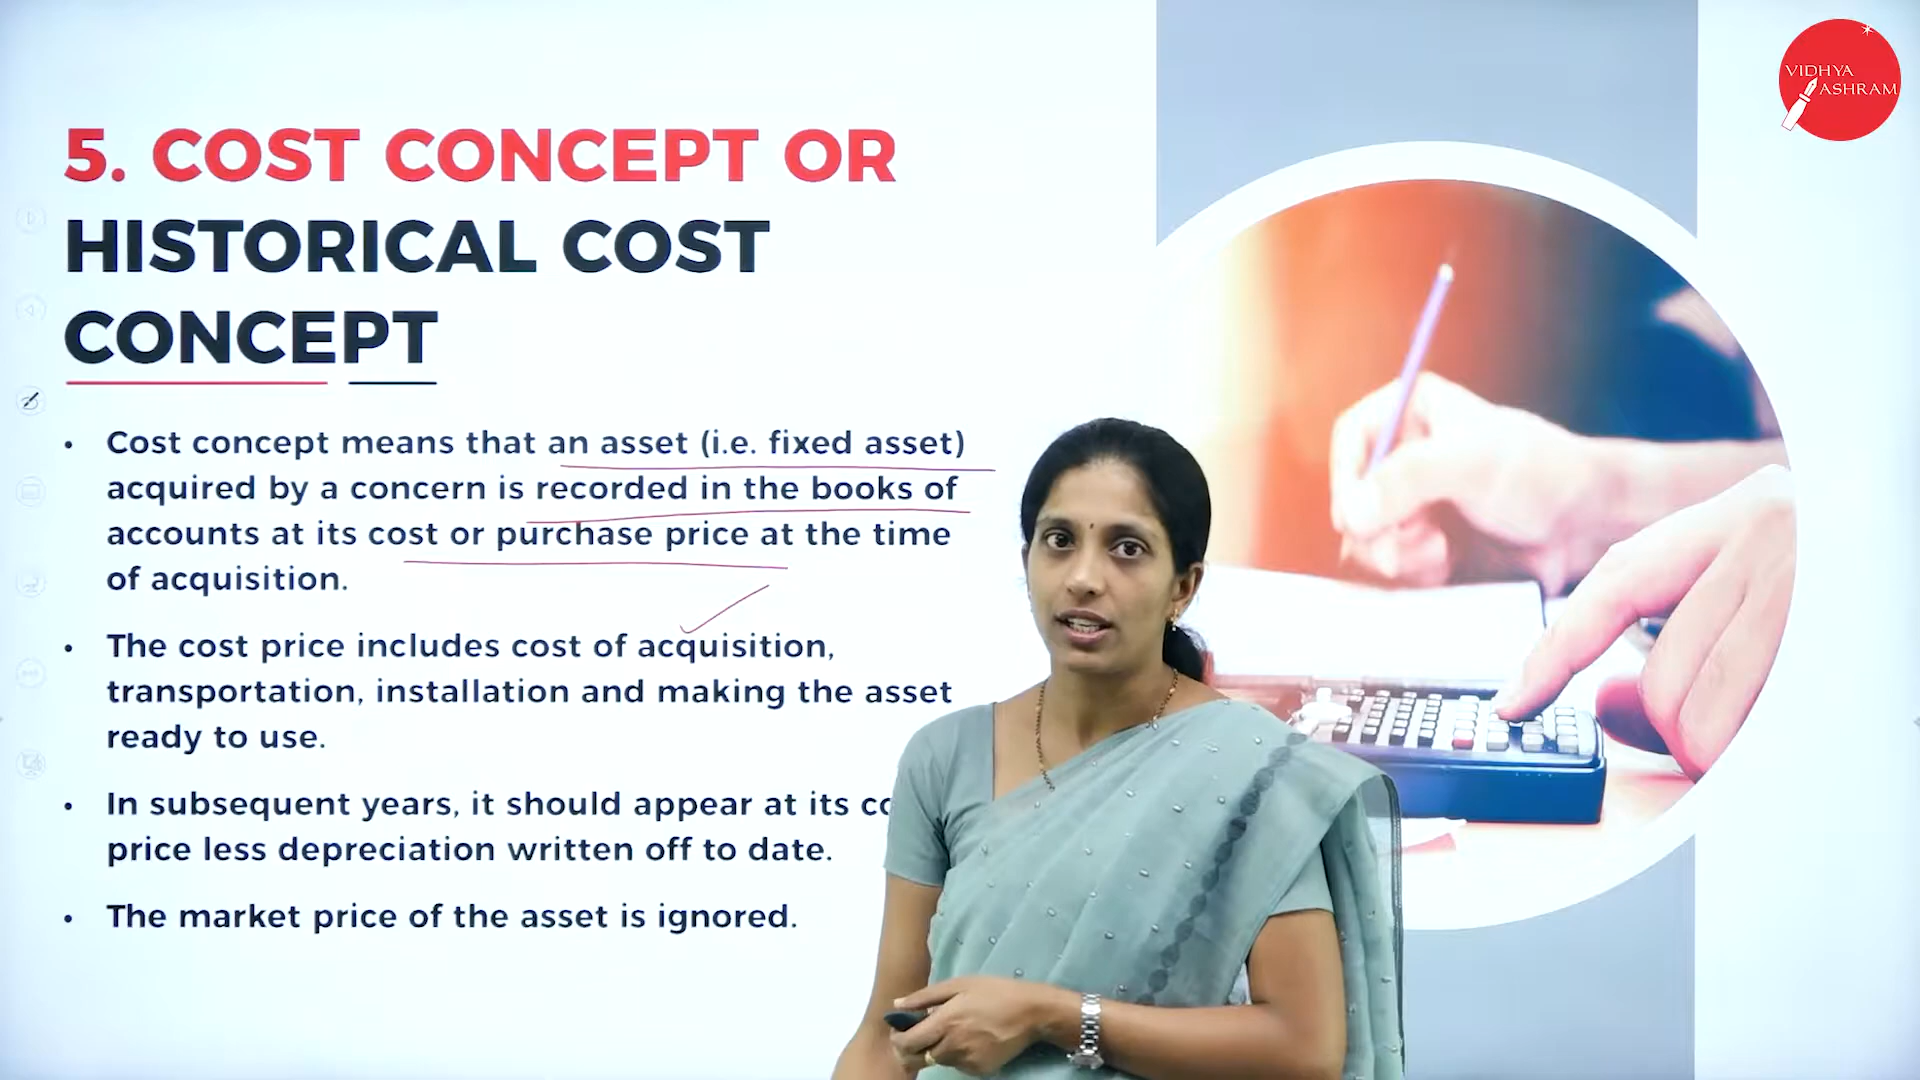 VIDHYA
ASHRAM
5. COST CONCEPT OR
HISTORICAL COST
CONCEPT
• Cost concept means that an asset (i.e. fixed asset)
acquired by a concern is recorded in the books of
accounts at its cost or purchase price at the time
of acquisition.
• The cost price includes cost of acquisition,
transportation, installation and making the asset
ready to use.
• In subsequent years, it should appear at its
price less depreciation written off to date.
• The market price of the asset is ignored.